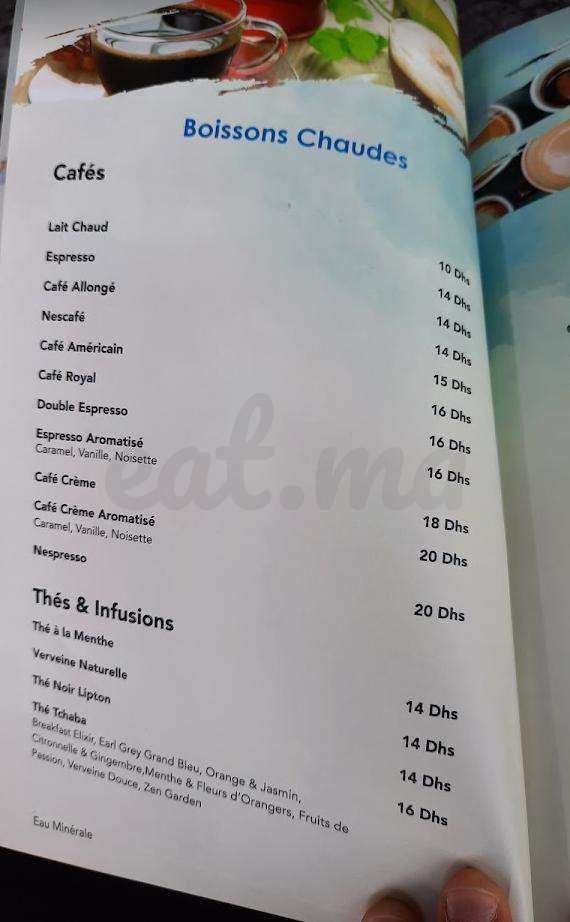 Boissons Chaudes
Cafés
Lait Chaud 10 Dhs
Espresso 14 Dhs
Café Allongé 14 Dhs
Nescafé 14 Dhs
Café Américain 15 Dhs
Café Royal 16 Dhs
Double Espresso 16 Dhs
Espresso Aromatisé 16 Dhs
Caramel, Vanille, Noisette
Café Crème 18 Dhs
Café Crème Aromatisé 20 Dhs
Caramel, Vanille, Noisette
Nespresso 20 Dhs
Thés & Infusions
Thé à la Menthe 14 Dhs
Verveine Naturelle 14 Dhs
Thé Noir Lipton 14 Dhs
Thé Tchaba 16 Dhs
Breakfast Elixir, Earl Grey Grand Bleu, Orange & Jasmin,
Citronnelle & Gingembre,Menthe & Fleurs d'Orangers, Fruits de
Passion, Verveine Douce, Zen Garden
Eau Minérale
eat.ma